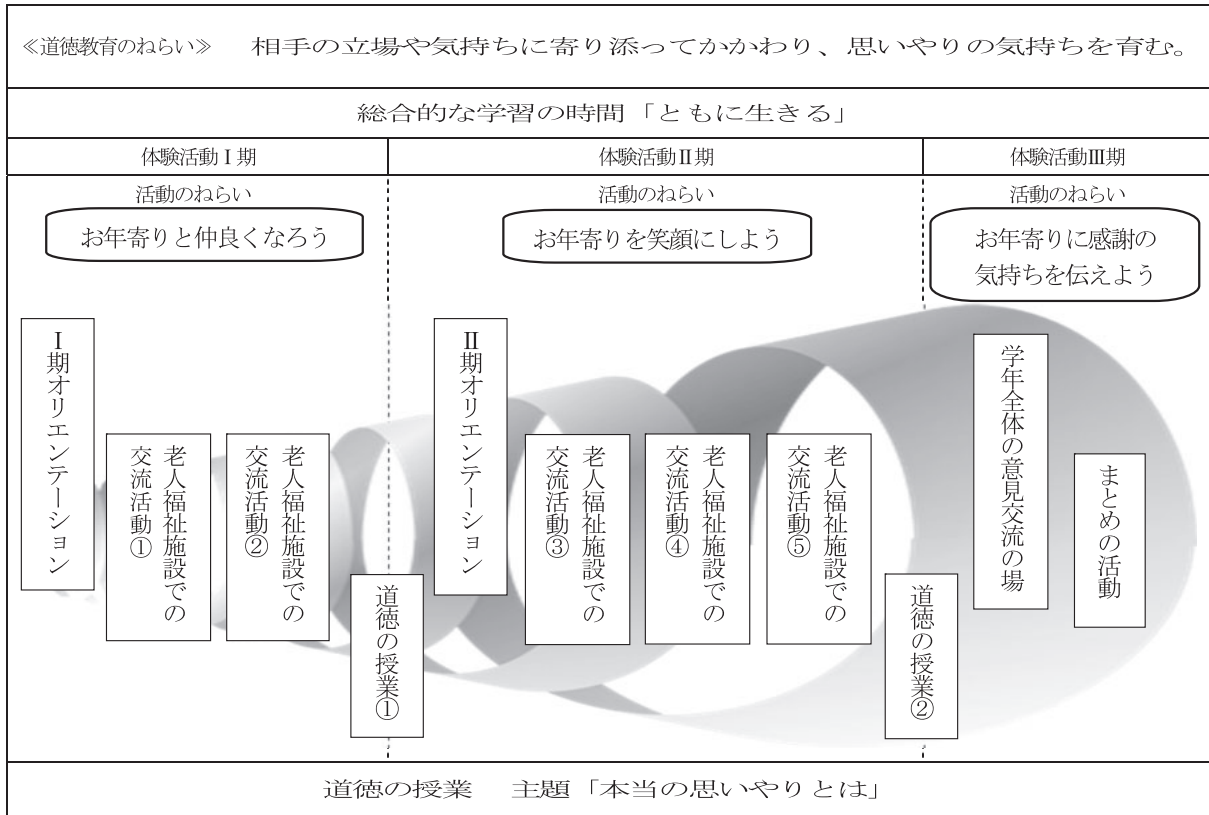 ≪道徳教育のねらい≫　相手の立場や気持ちに寄り添ってかかわり、思いやりの気持ちを育む。
総合的な学習の時間「ともに生きる」
体験活動Ⅰ期
体験活動Ⅱ期
体験活動Ⅲ期
活動のねらい
お年寄りと仲良くなろう
活動のねらい
お年寄りを笑顔にしよう
活動のねらい
お年寄りに感謝の
気持ちを伝えよう
Ⅰ期オリエンテーション
老人福祉施設での
交流活動①
老人福祉施設での
交流活動②
道徳の授業①
Ⅱ期オリエンテーション
老人福祉施設での
交流活動③
老人福祉施設での
交流活動④
老人福祉施設での
交流活動⑤
道徳の授業②
学年全体の意見交流の場
まとめの活動
道徳の授業　主題「本当の思いやりとは」